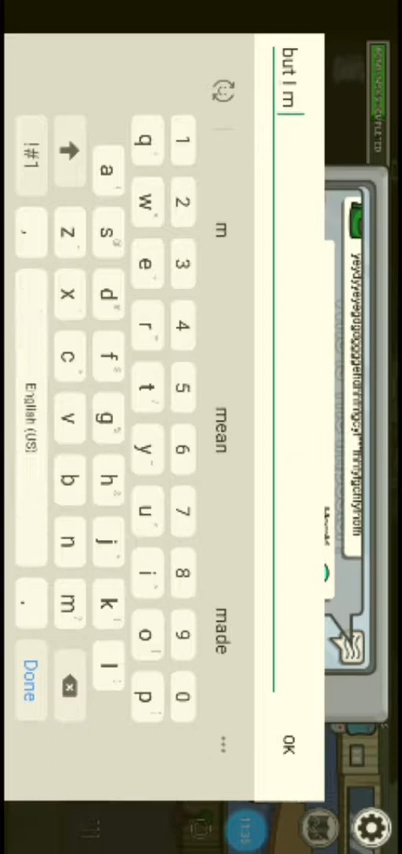 but I m
OK
m mean made
1 2 3 4 5 6 7 8 9 0
q w e r t y u i o p
a s d f g h j k l
z x c v b n m
!#1 , English (US) . Done